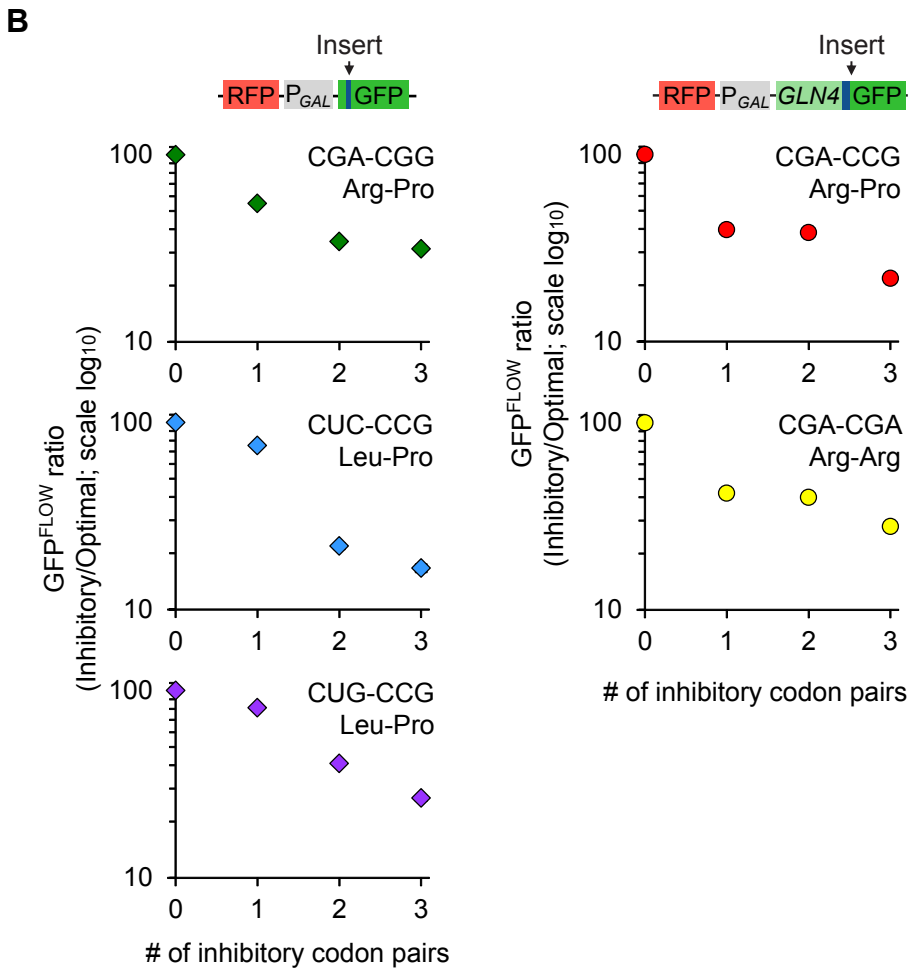 B
Insert
RFP
PGAL
GFP
100
10
CGA-CGG
Arg-Pro
0 1 2 3
100
10
CUC-CCG
Leu-Pro
0 1 2 3
100
10
CUG-CCG
Leu-Pro
0 1 2 3
GFPFLOW ratio
(Inhibitory/Optimal; scale log10)
# of inhibitory codon pairs
Insert
RFP
PGAL
GLN4
GFP
100
10
CGA-CCG
Arg-Pro
0 1 2 3
100
10
CGA-CGA
Arg-Arg
0 1 2 3
GFPFLOW ratio
(Inhibitory/Optimal; scale log10)
# of inhibitory codon pairs